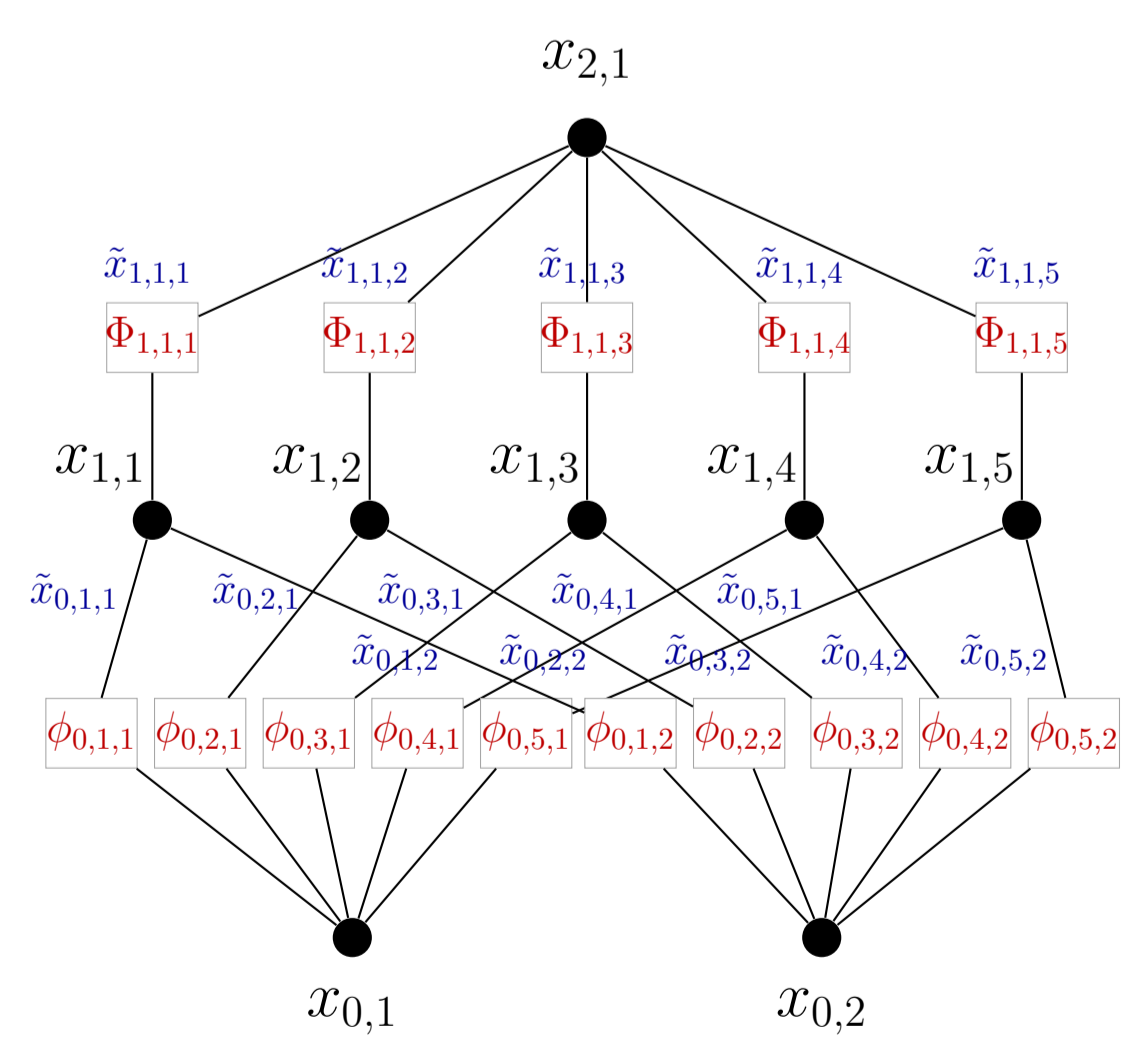 x_{2,1}
x̃_{1,1,1} x̃_{1,1,2} x̃_{1,1,3} x̃_{1,1,4} x̃_{1,1,5}
Φ_{1,1,1} Φ_{1,1,2} Φ_{1,1,3} Φ_{1,1,4} Φ_{1,1,5}
x_{1,1} x_{1,2} x_{1,3} x_{1,4} x_{1,5}
x̃_{0,1,1} x̃_{0,2,1} x̃_{0,3,1} x̃_{0,4,1} x̃_{0,5,1}
x̃_{0,1,2} x̃_{0,2,2} x̃_{0,3,2} x̃_{0,4,2} x̃_{0,5,2}
ϕ_{0,1,1} ϕ_{0,2,1} ϕ_{0,3,1} ϕ_{0,4,1} ϕ_{0,5,1} ϕ_{0,1,2} ϕ_{0,2,2} ϕ_{0,3,2} ϕ_{0,4,2} ϕ_{0,5,2}
x_{0,1} x_{0,2}